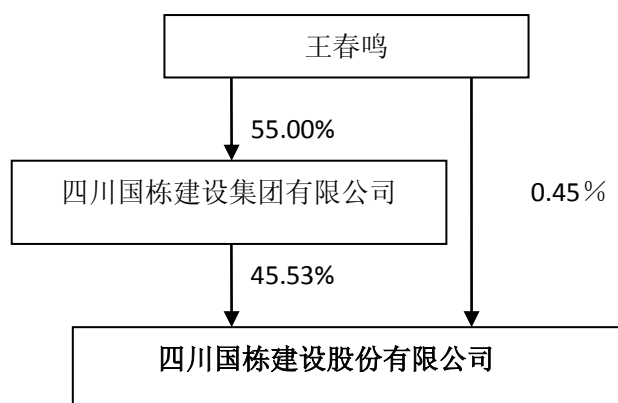 王春鸣
55.00%
四川国栋建设集团有限公司
0.45％
45.53%
四川国栋建设股份有限公司